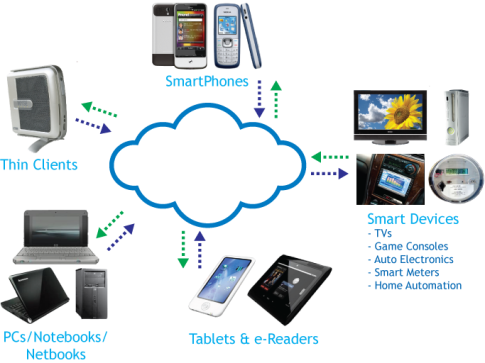 SmartPhones
Thin Clients
Smart Devices
- TVs
- Game Consoles
- Auto Electronics
- Smart Meters
- Home Automation
PCs/Notebooks/
Netbooks
Tablets & e-Readers